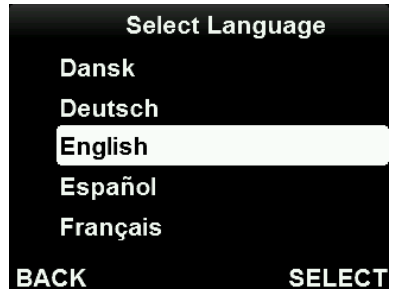 Select Language
Dansk
Deutsch
English
Español
Français
BACK SELECT